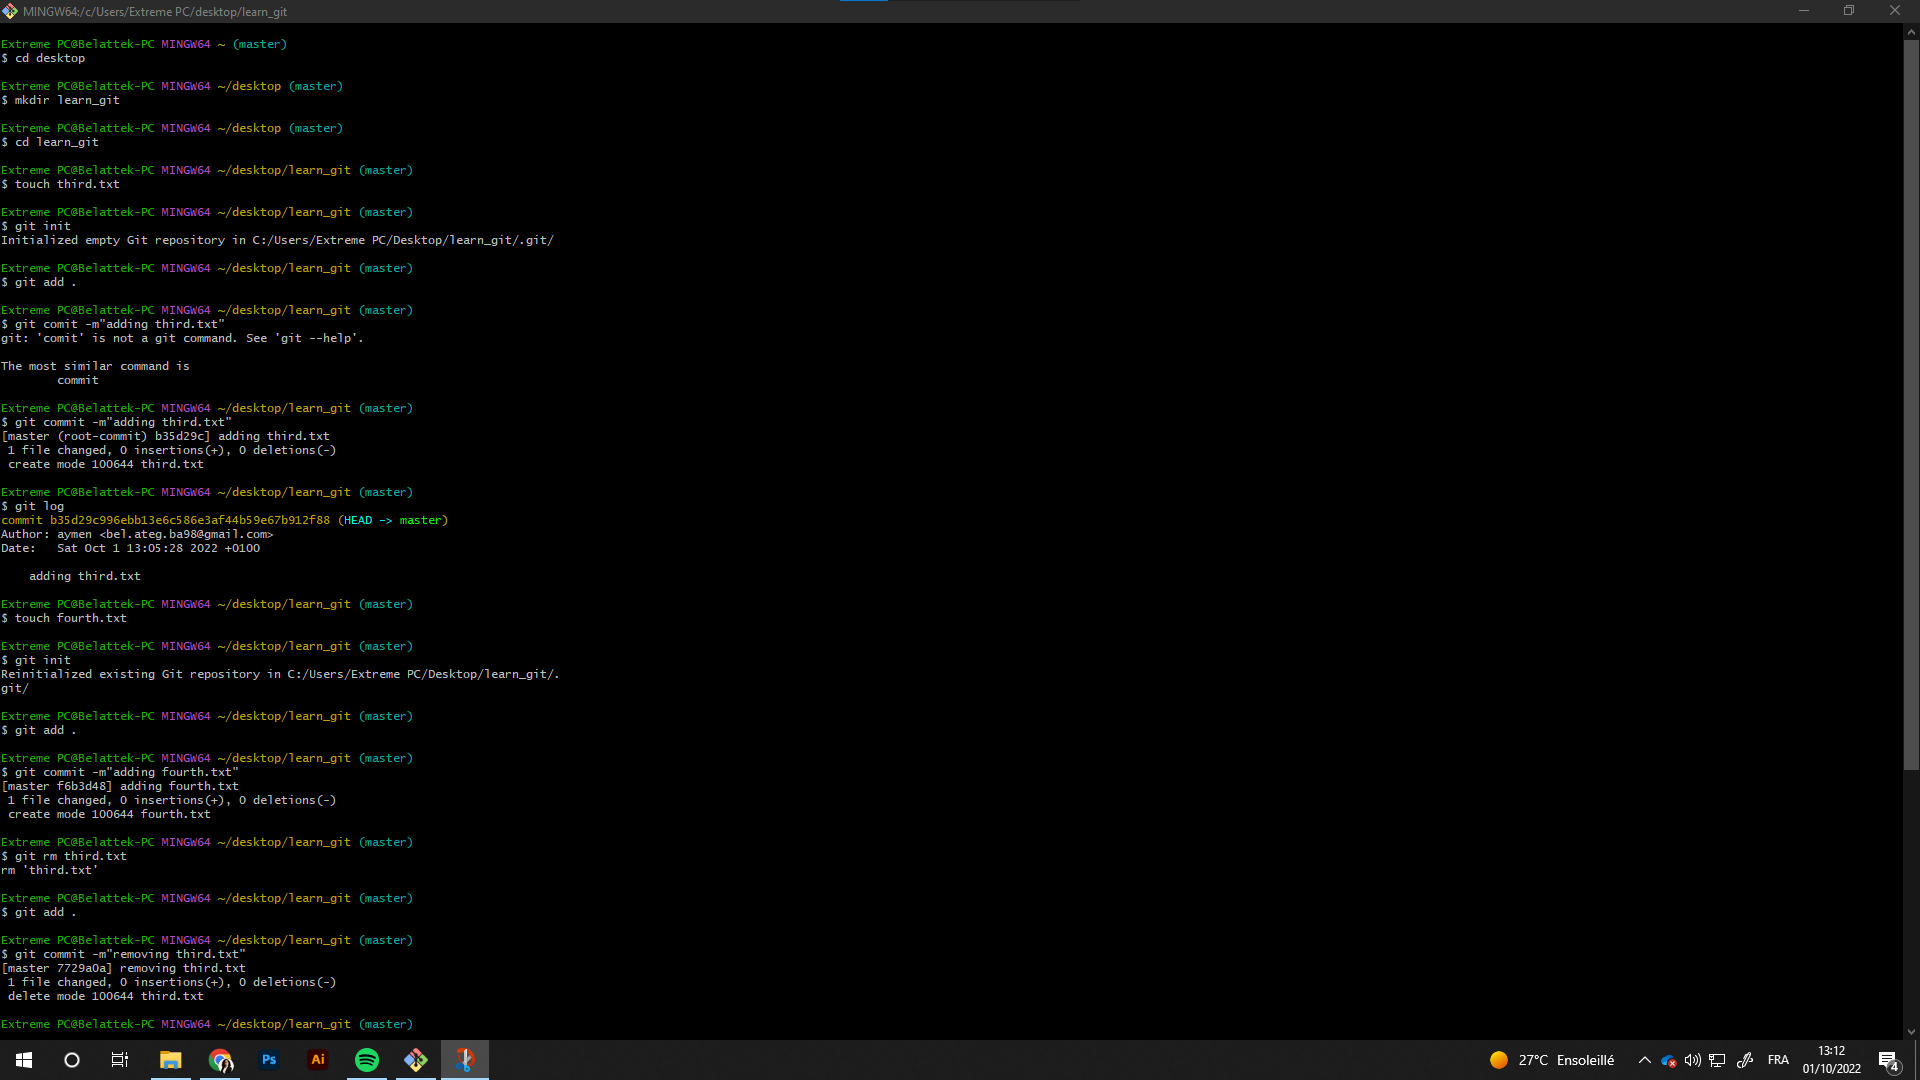 MINGW64:/c/Users/Extreme PC/desktop/learn_git
Extreme PC@Belattek-PC MINGW64 ~ (master)
$ cd desktop
Extreme PC@Belattek-PC MINGW64 ~/desktop (master)
$ mkdir learn_git
Extreme PC@Belattek-PC MINGW64 ~/desktop (master)
$ cd learn_git
Extreme PC@Belattek-PC MINGW64 ~/desktop/learn_git (master)
$ touch third.txt
Extreme PC@Belattek-PC MINGW64 ~/desktop/learn_git (master)
$ git init
Initialized empty Git repository in C:/Users/Extreme PC/Desktop/learn_git/.git/
Extreme PC@Belattek-PC MINGW64 ~/desktop/learn_git (master)
$ git add .
Extreme PC@Belattek-PC MINGW64 ~/desktop/learn_git (master)
$ git comit -m"adding third.txt"
git: 'comit' is not a git command. See 'git --help'.
The most similar command is
commit
Extreme PC@Belattek-PC MINGW64 ~/desktop/learn_git (master)
$ git commit -m"adding third.txt"
[master (root-commit) b35d29c] adding third.txt
1 file changed, 0 insertions(+), 0 deletions(-)
create mode 100644 third.txt
Extreme PC@Belattek-PC MINGW64 ~/desktop/learn_git (master)
$ git log
commit b35d29c996ebb13e6c586e3af44b59e67b912f88 (HEAD -> master)
Author: aymen <bel.ateg.ba98@gmail.com>
Date:   Sat Oct 1 13:05:28 2022 +0100
adding third.txt
Extreme PC@Belattek-PC MINGW64 ~/desktop/learn_git (master)
$ touch fourth.txt
Extreme PC@Belattek-PC MINGW64 ~/desktop/learn_git (master)
$ git init
Reinitialized existing Git repository in C:/Users/Extreme PC/Desktop/learn_git/.
git/
Extreme PC@Belattek-PC MINGW64 ~/desktop/learn_git (master)
$ git add .
Extreme PC@Belattek-PC MINGW64 ~/desktop/learn_git (master)
$ git commit -m"adding fourth.txt"
[master f6b3d48] adding fourth.txt
1 file changed, 0 insertions(+), 0 deletions(-)
create mode 100644 fourth.txt
Extreme PC@Belattek-PC MINGW64 ~/desktop/learn_git (master)
$ git rm third.txt
rm 'third.txt'
Extreme PC@Belattek-PC MINGW64 ~/desktop/learn_git (master)
$ git add .
Extreme PC@Belattek-PC MINGW64 ~/desktop/learn_git (master)
$ git commit -m"removing third.txt"
[master 7729a0a] removing third.txt
1 file changed, 0 insertions(+), 0 deletions(-)
delete mode 100644 third.txt
Extreme PC@Belattek-PC MINGW64 ~/desktop/learn_git (master)
Ps
Ai
27°C Ensoleillé
FRA
13:12
01/10/2022
4